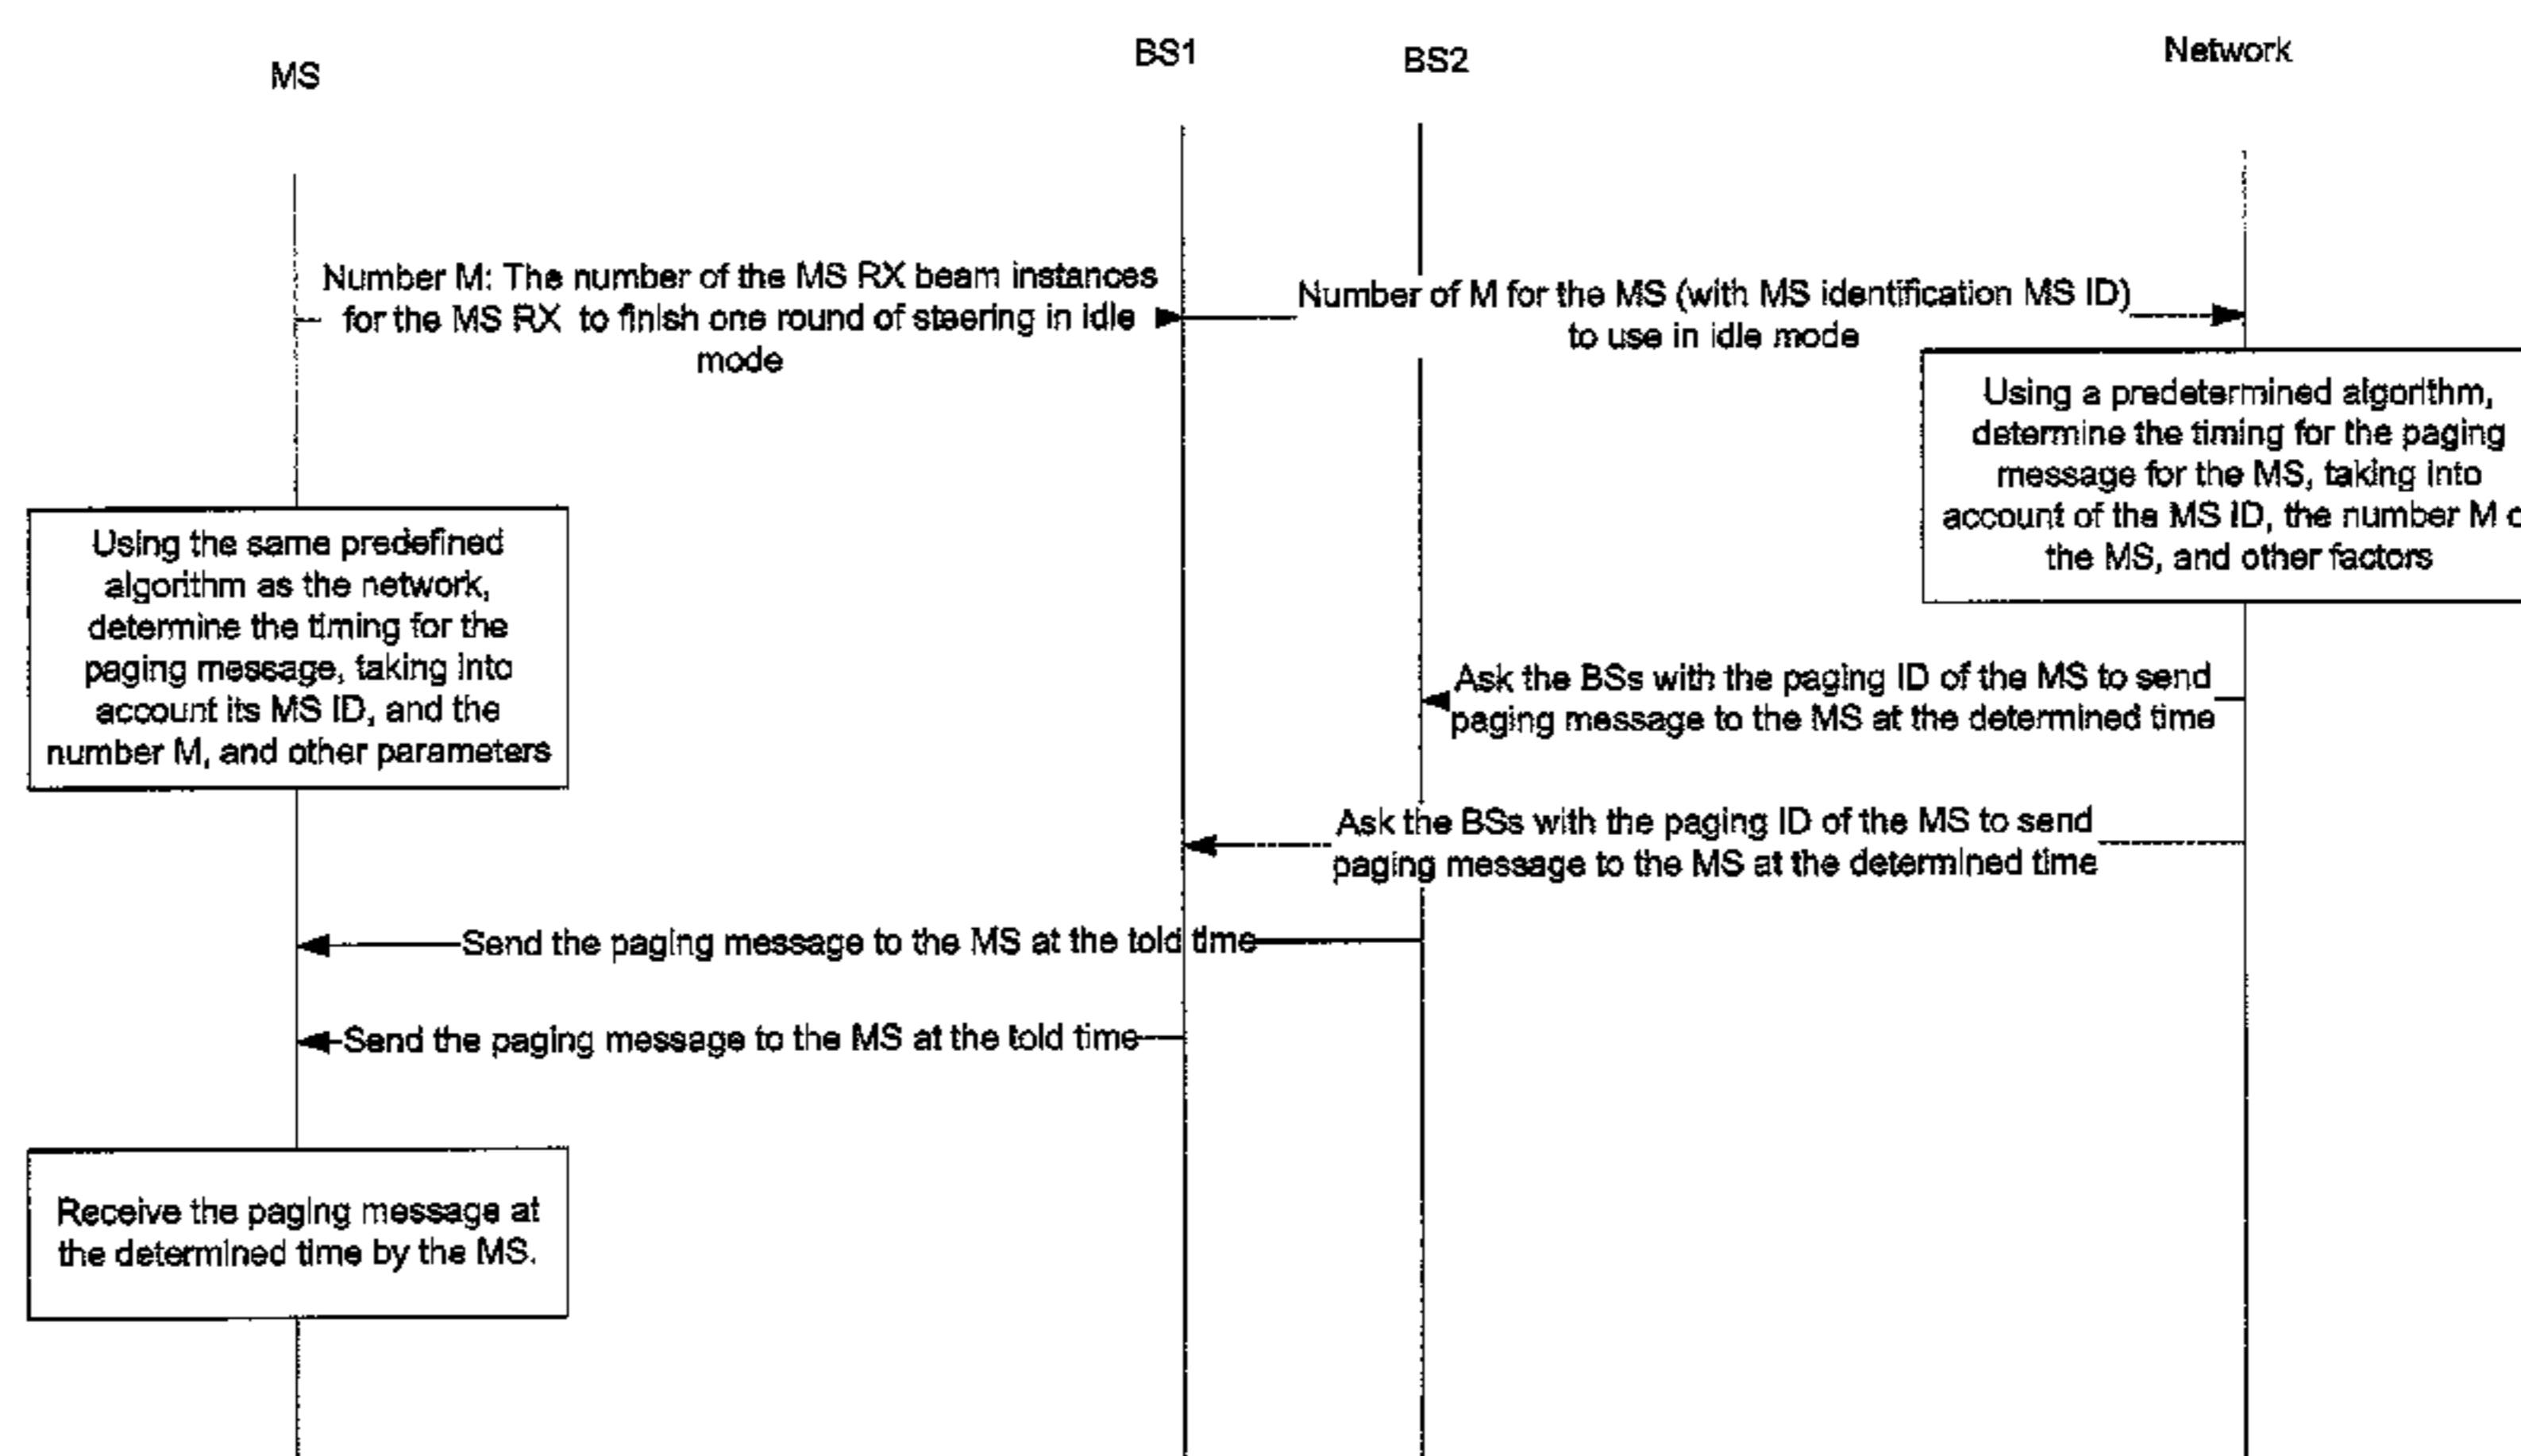 MS
BS1
BS2
Network
Number M: The number of the MS RX beam instances
for the MS RX to finish one round of steering in idle
mode
Number of M for the MS (with MS identification MS ID)
to use in idle mode
Using a predetermined algorithm,
determine the timing for the paging
message for the MS, taking into
account of the MS ID, the number M
the MS, and other factors
Using the same predefined
algorithm as the network,
determine the timing for the
paging message, taking into
account its MS ID, and the
number M, and other parameters
Ask the BSs with the paging ID of the MS to send
paging message to the MS at the determined time
Ask the BSs with the paging ID of the MS to send
paging message to the MS at the determined time
Send the paging message to the MS at the told time
Send the paging message to the MS at the told time
Receive the paging message at
the determined time by the MS.